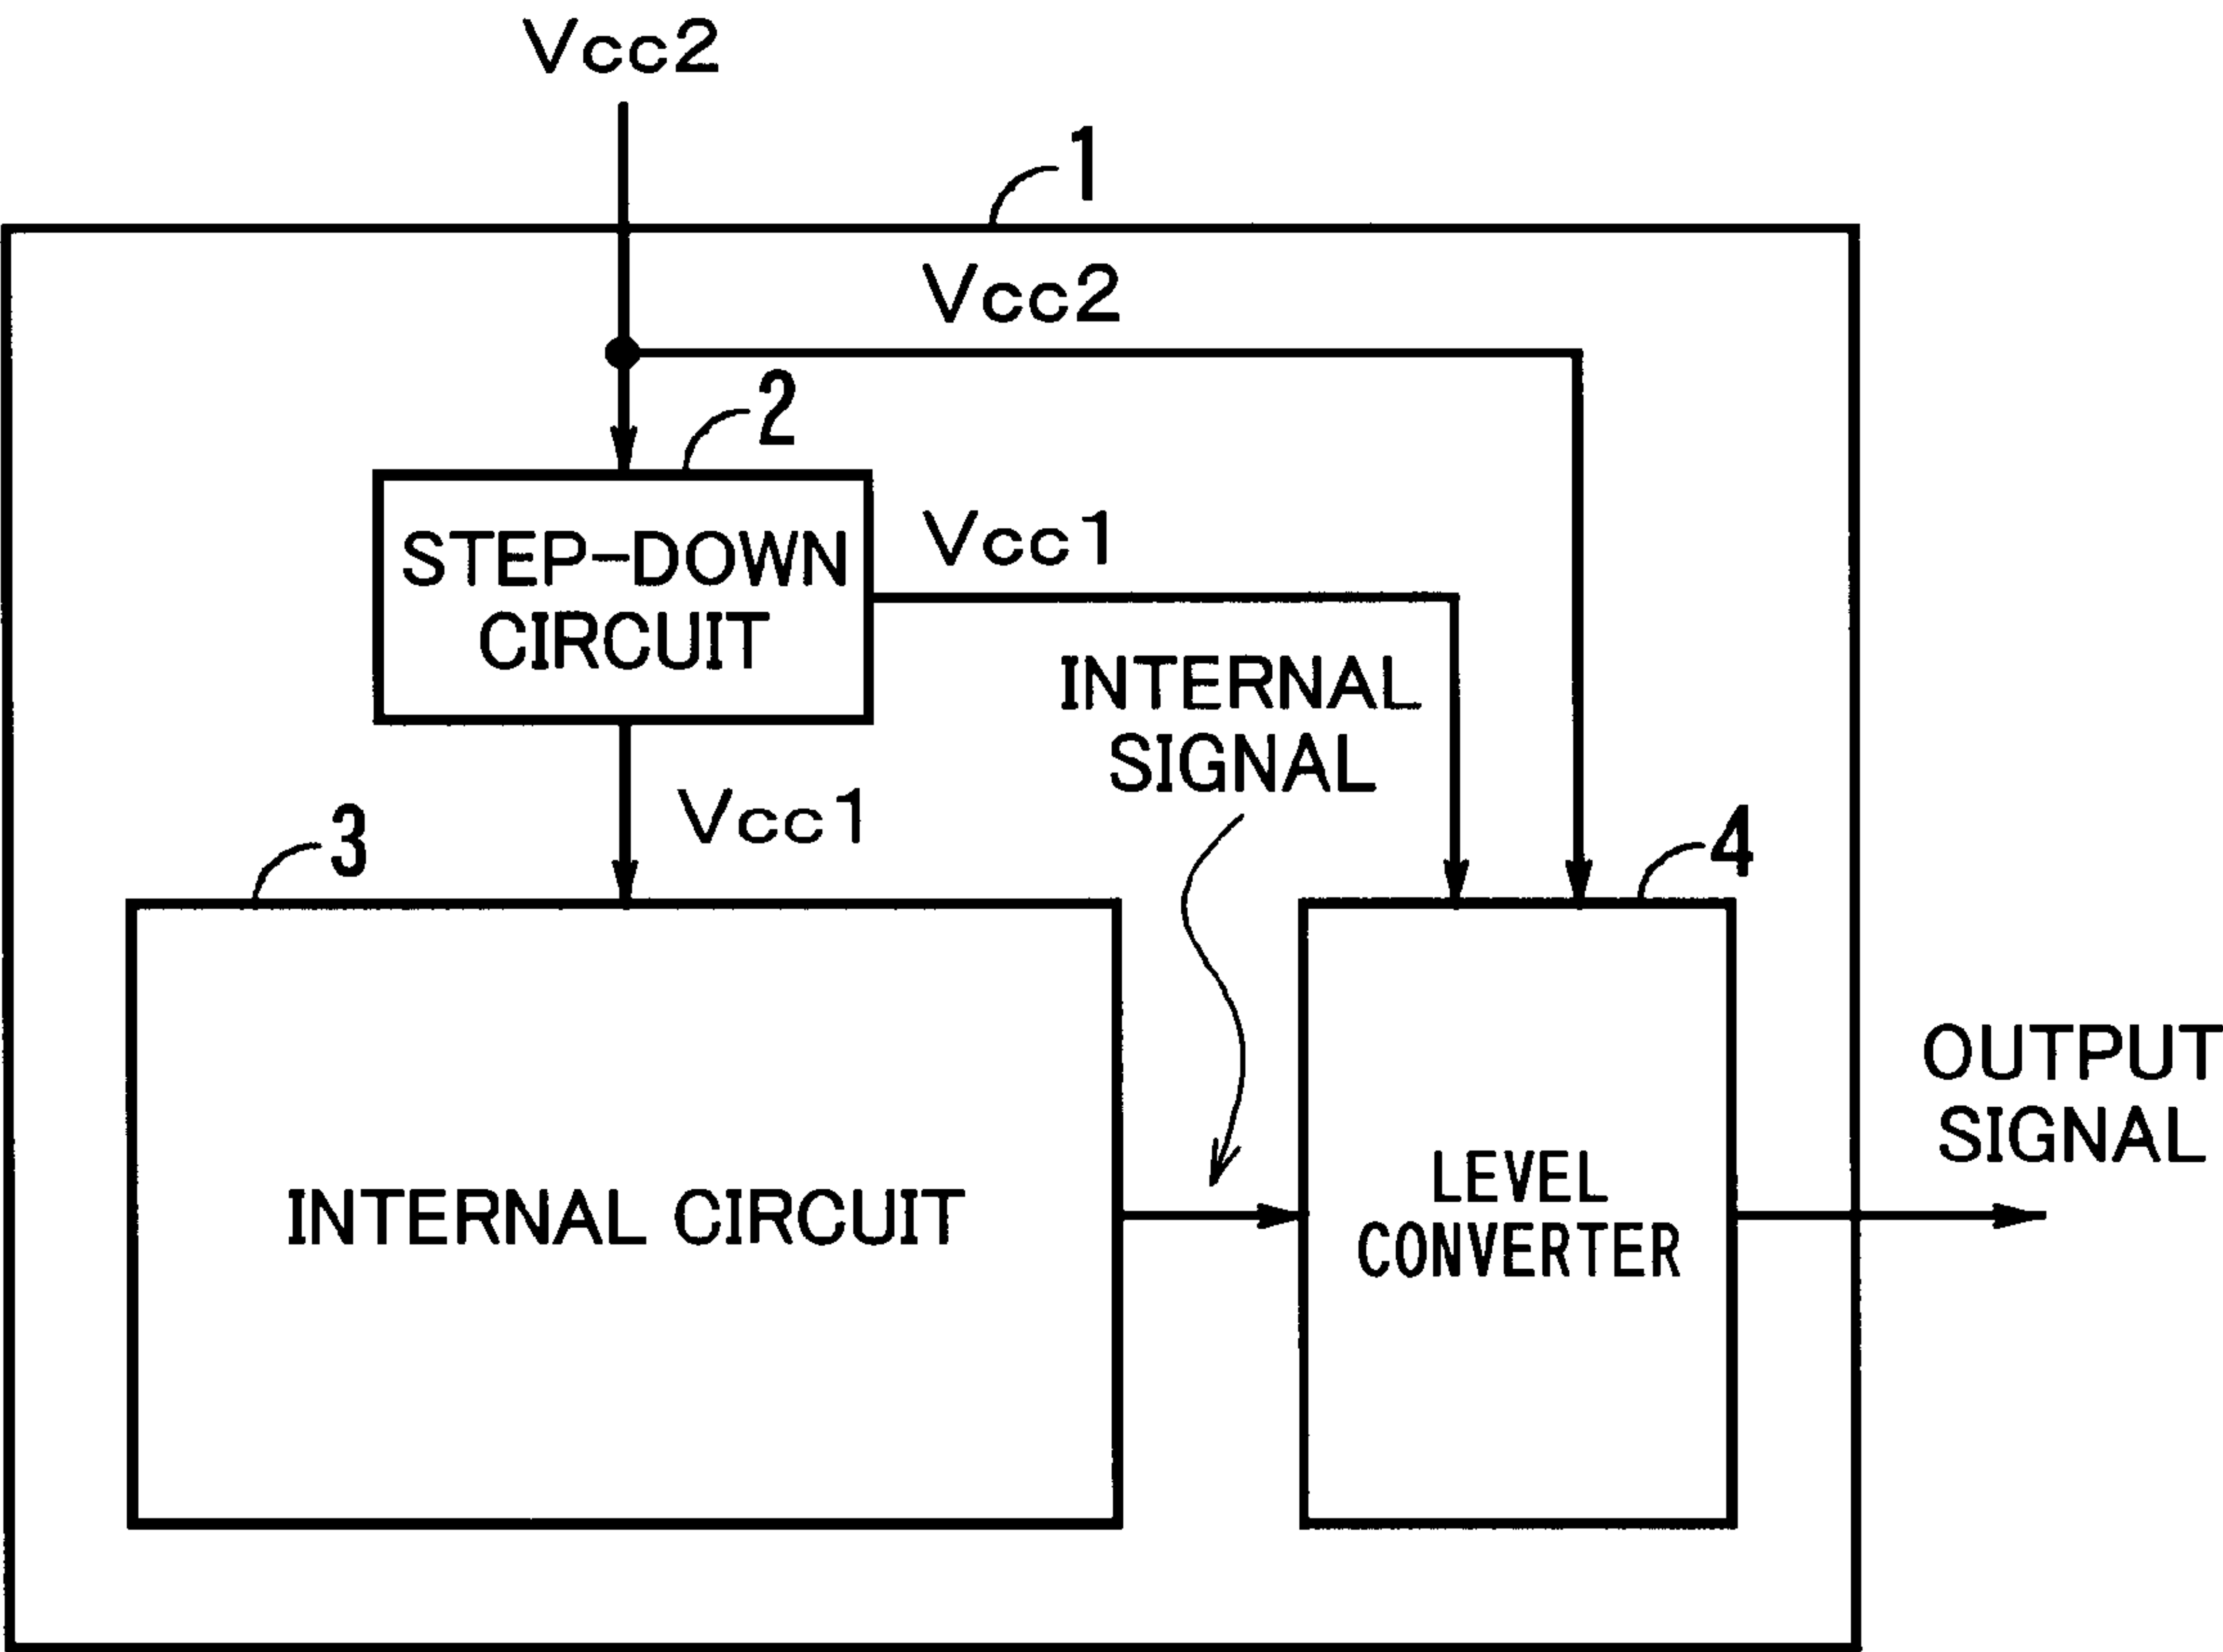 Vcc2
1
Vcc2
2
STEP-DOWN
CIRCUIT
Vcc1
INTERNAL
SIGNAL
Vcc1
3
4
OUTPUT
SIGNAL
INTERNAL CIRCUIT
LEVEL
CONVERTER